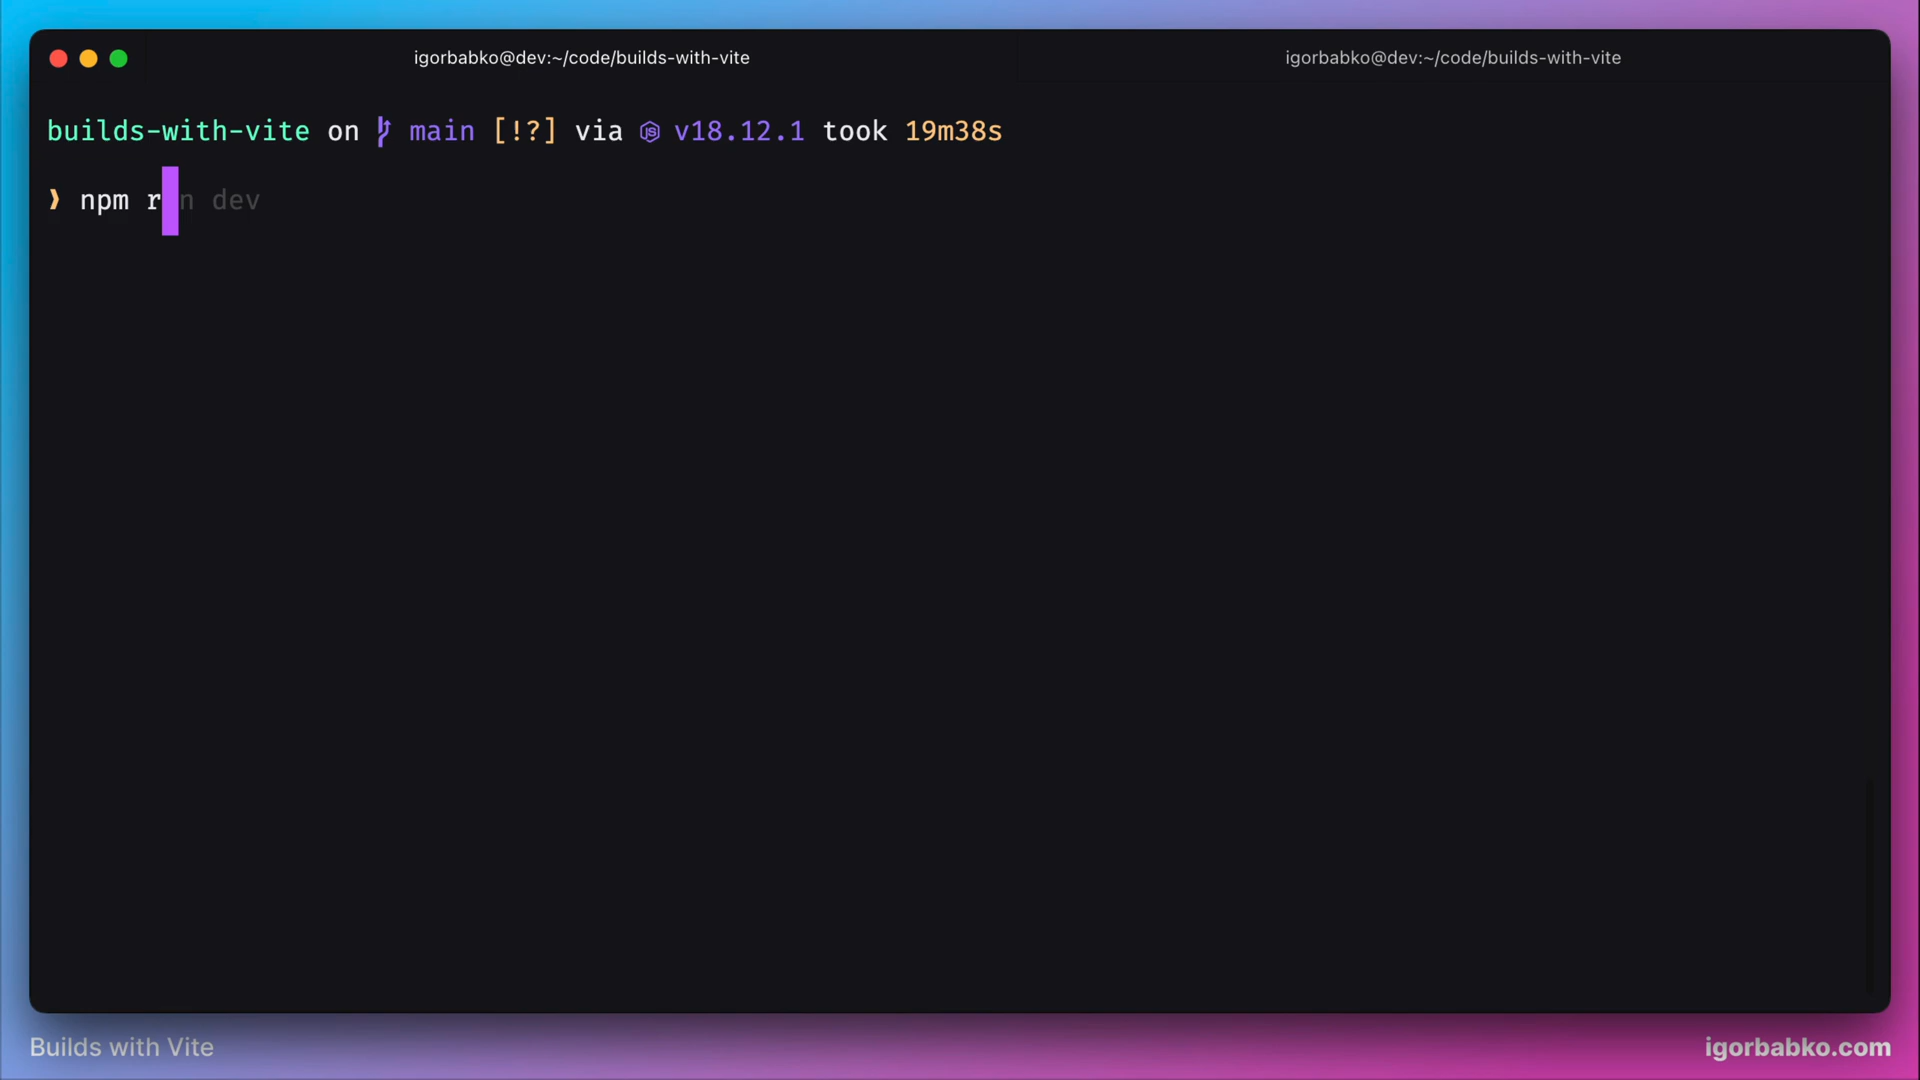 igorbabko@dev:~/code/builds-with-vite
igorbabko@dev:~/code/builds-with-vite
builds-with-vite on main [!?] via v18.12.1 took 19m38s
❯ npm r n dev
Builds with Vite
igorbabko.com